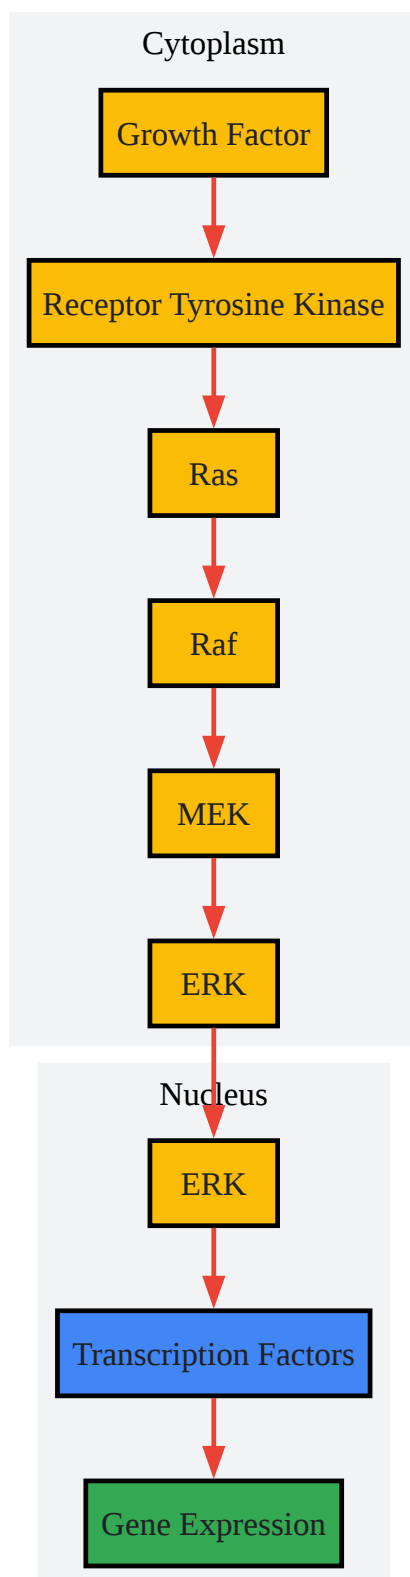 Cytoplasm
Growth Factor
Receptor Tyrosine Kinase
Ras
Raf
MEK
ERK
Nucleus
ERK
Transcription Factors
Gene Expression